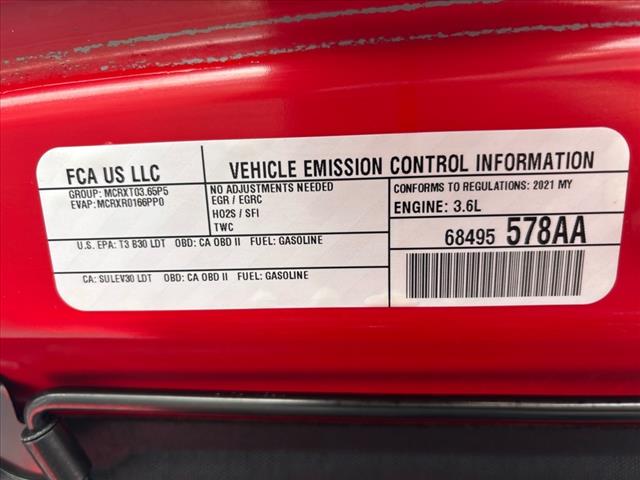 FCA US LLC
GROUP: MCRXT03.65P5
EVAP: MCRXR0166PP0
VEHICLE EMISSION CONTROL INFORMATION
NO ADJUSTMENTS NEEDED
EGR / EGRC
HO2S / SFI
TWC
CONFORMS TO REGULATIONS: 2021 MY
ENGINE: 3.6L
U.S. EPA: T3 B30 LDT OBD: CA OBD II FUEL: GASOLINE
CA: SULEV30 LDT OBD: CA OBD II FUEL: GASOLINE
68495 578AA